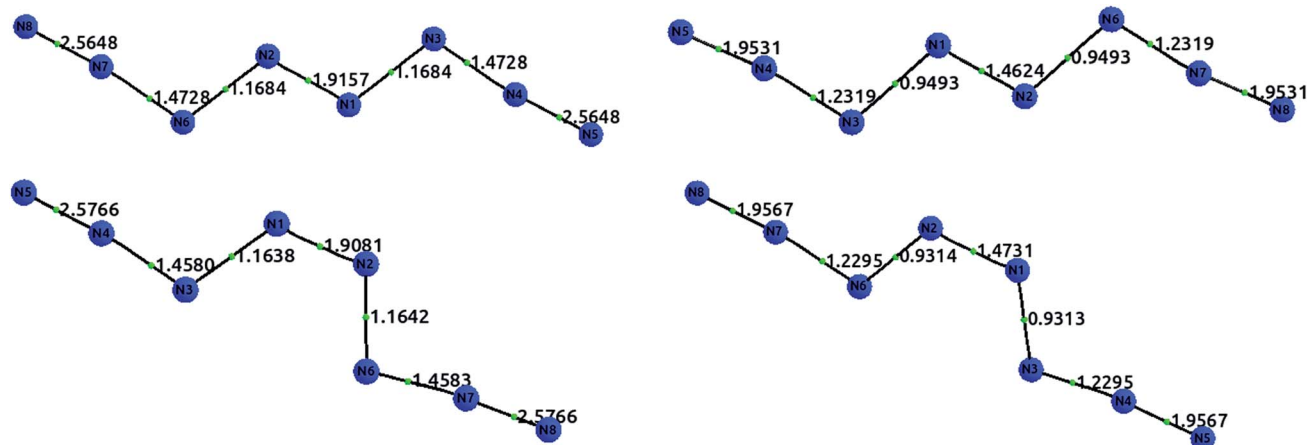 N8
2.5648
N7
1.4728
N6
1.1684
N2
1.9157
N1
1.1684
N3
1.4728
N4
2.5648
N5
N5
1.9531
N4
1.2319
N3
0.9493
N1
1.4624
N2
0.9493
N6
1.2319
N7
1.9531
N8
N5
2.5766
N4
1.4580
N3
1.1638
N1
1.9081
N2
1.1642
N6
1.4583
N7
2.5766
N8
N8
1.9567
N7
1.2295
N6
0.9314
N2
1.4731
N1
0.9313
N3
1.2295
N4
1.9567
N5